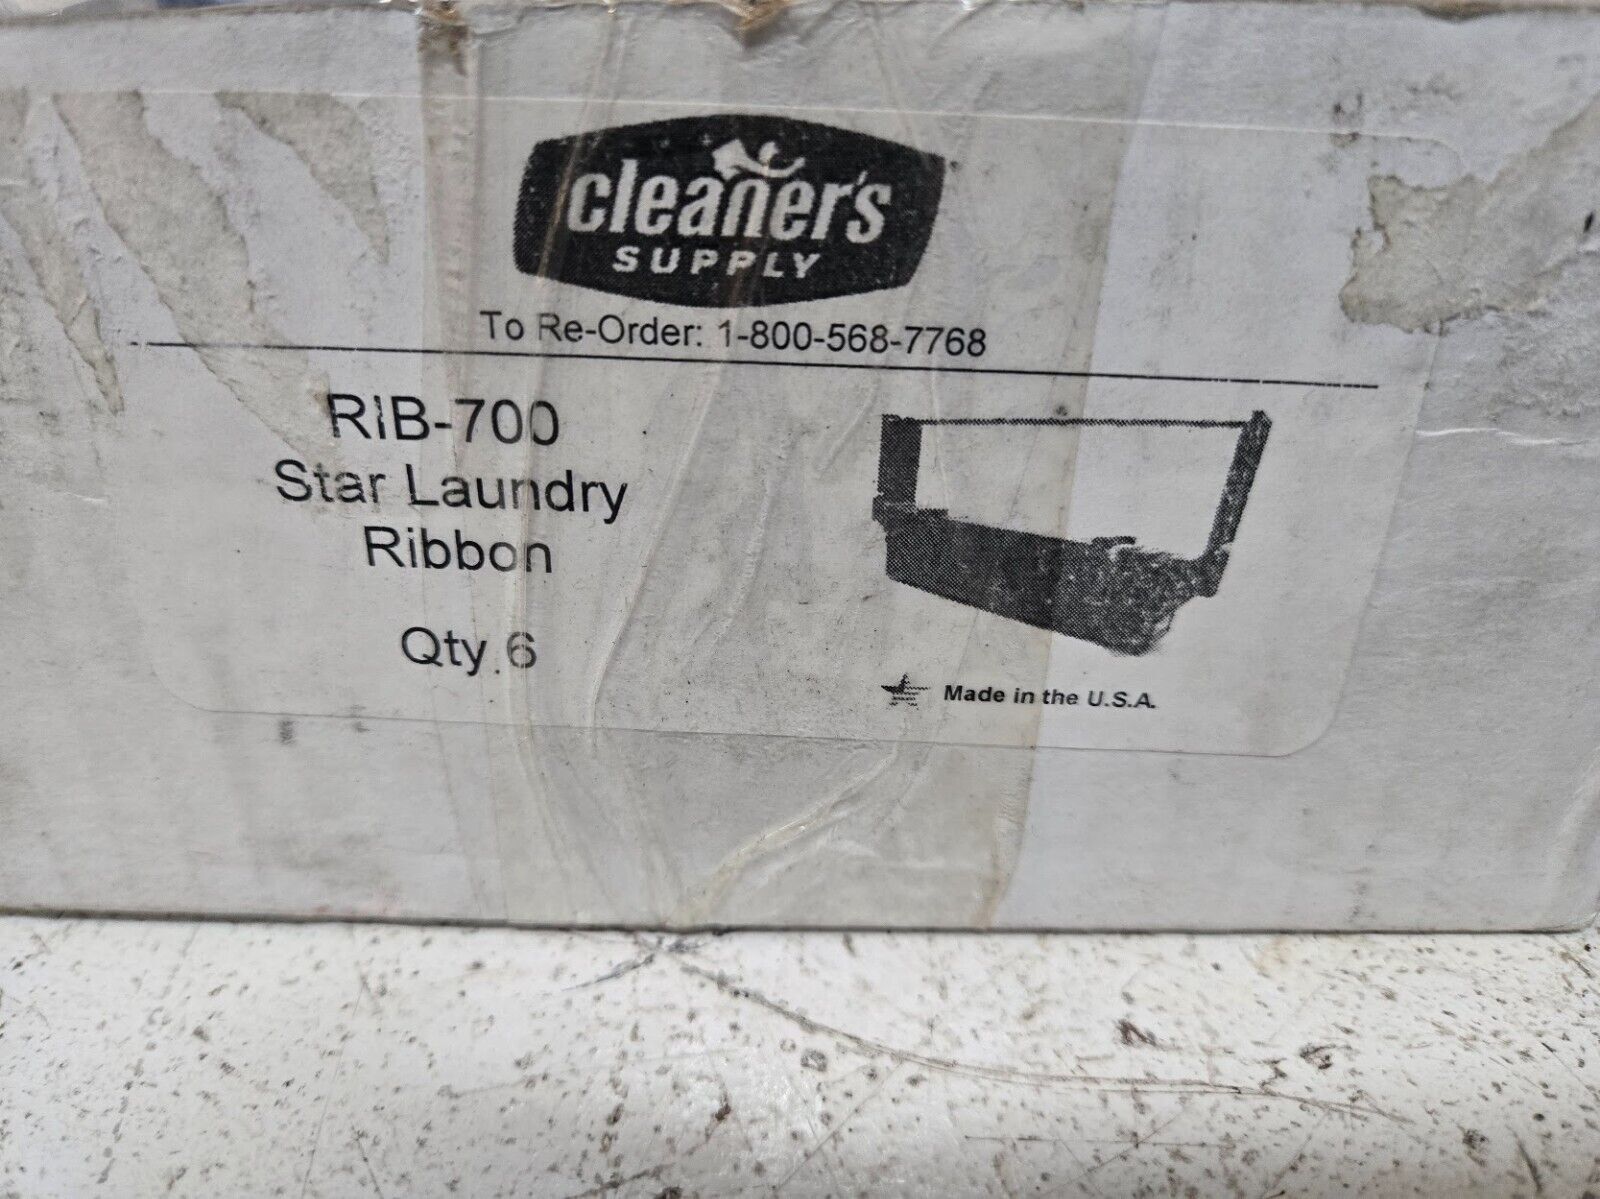 cleaner's
SUPPLY
To Re-Order: 1-800-568-7768
RIB-700
Star Laundry
Ribbon
Qty 6
Made in the U.S.A.